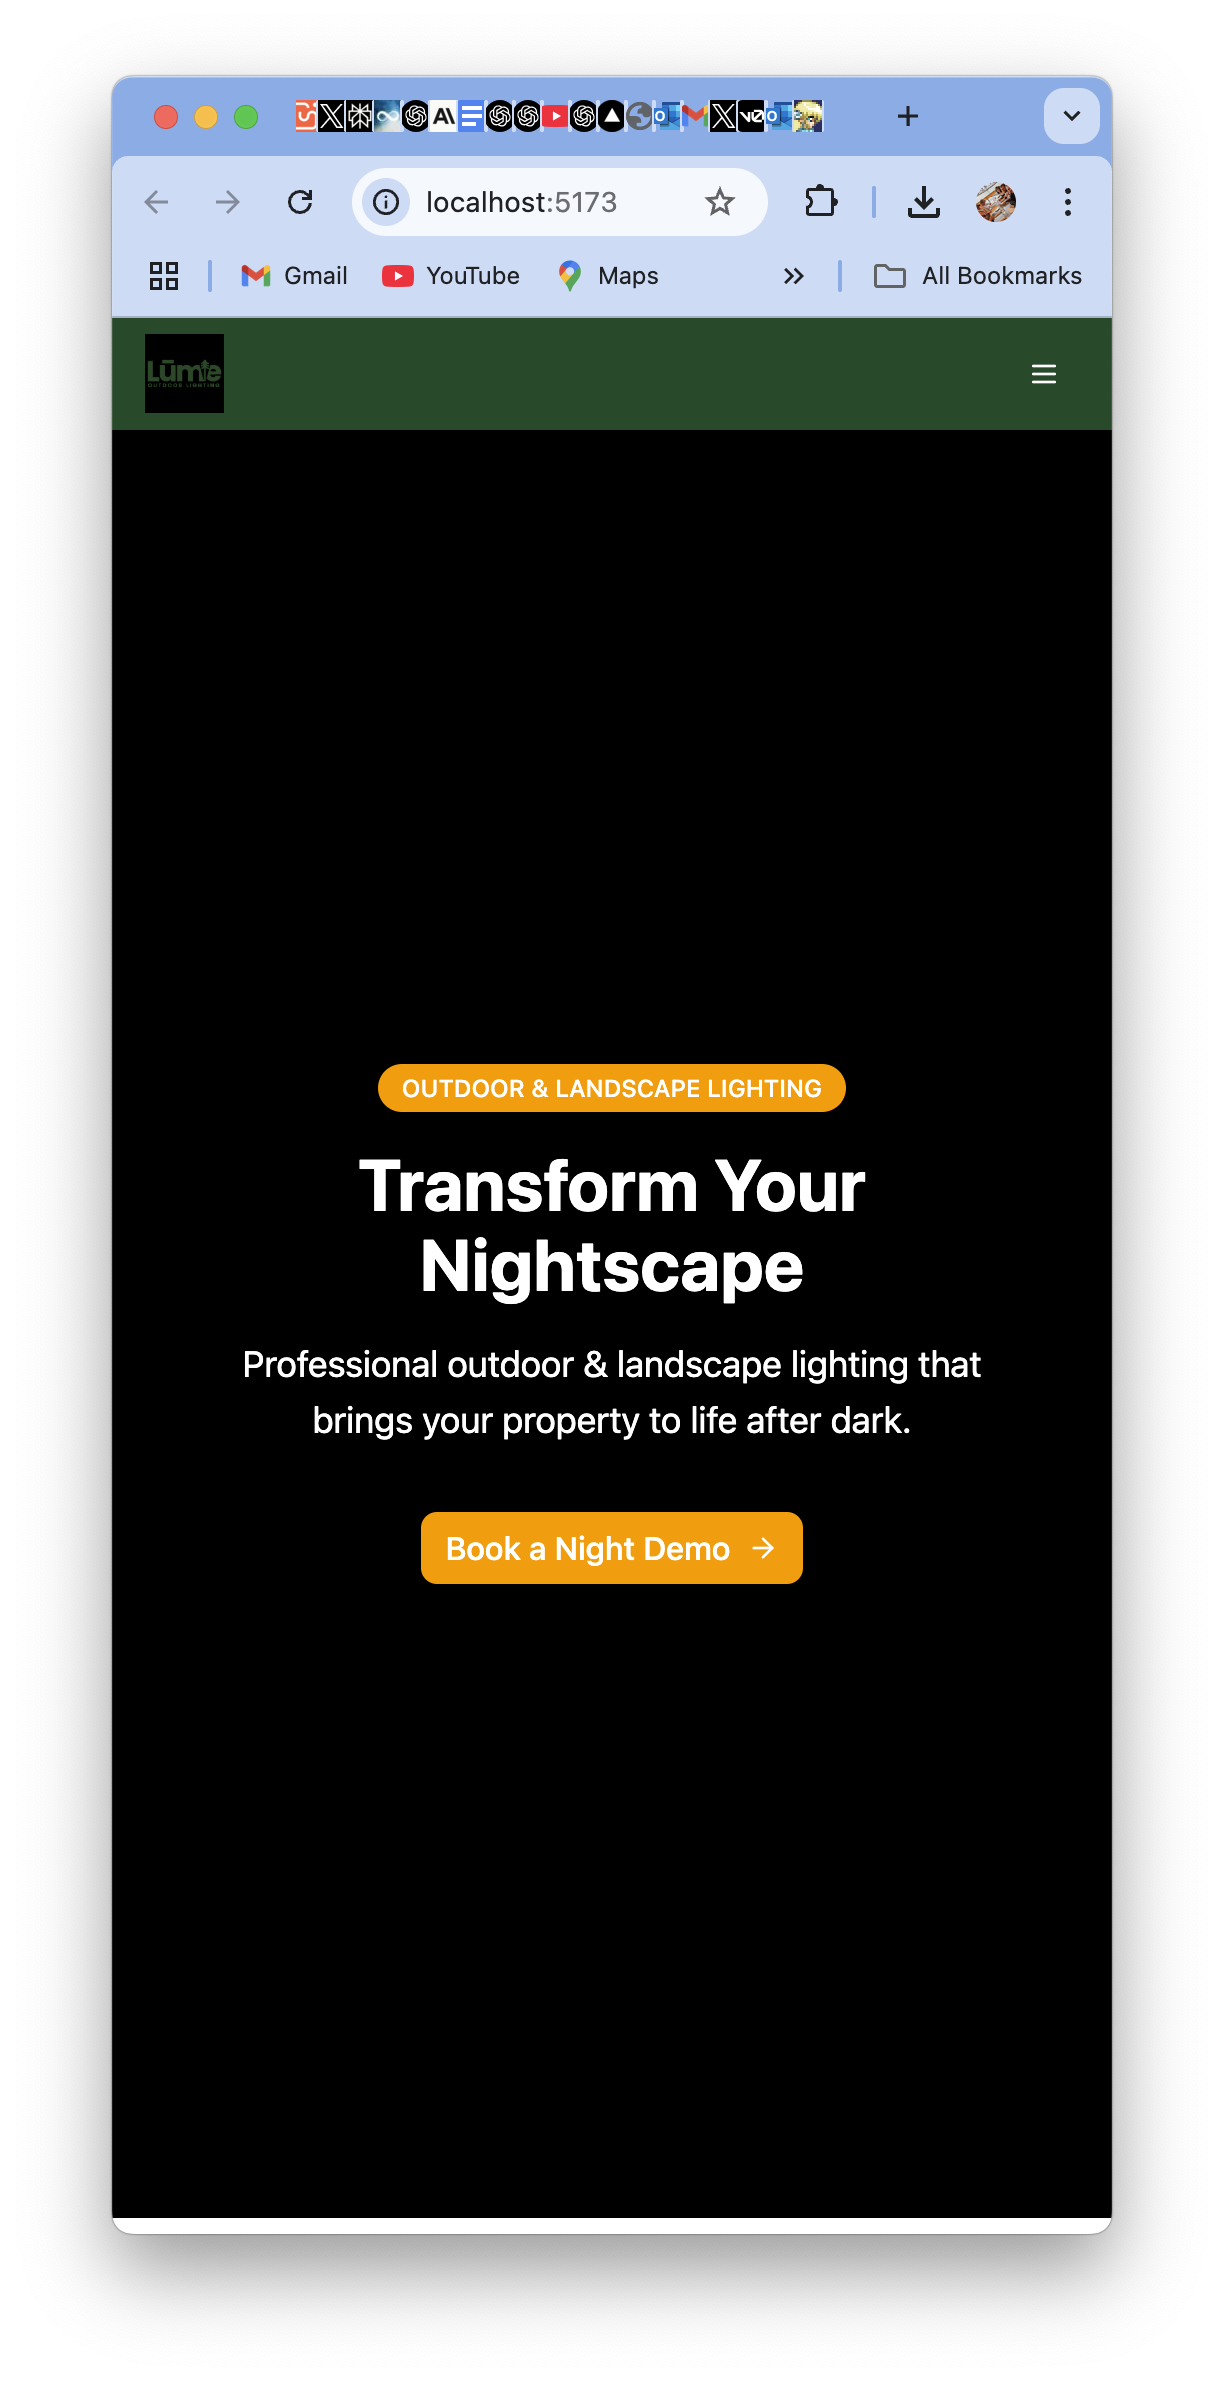 localhost:5173
Gmail YouTube Maps All Bookmarks
Lūmie
OUTDOOR LIGHTING
OUTDOOR & LANDSCAPE LIGHTING
Transform Your
Nightscape
Professional outdoor & landscape lighting that
brings your property to life after dark.
Book a Night Demo